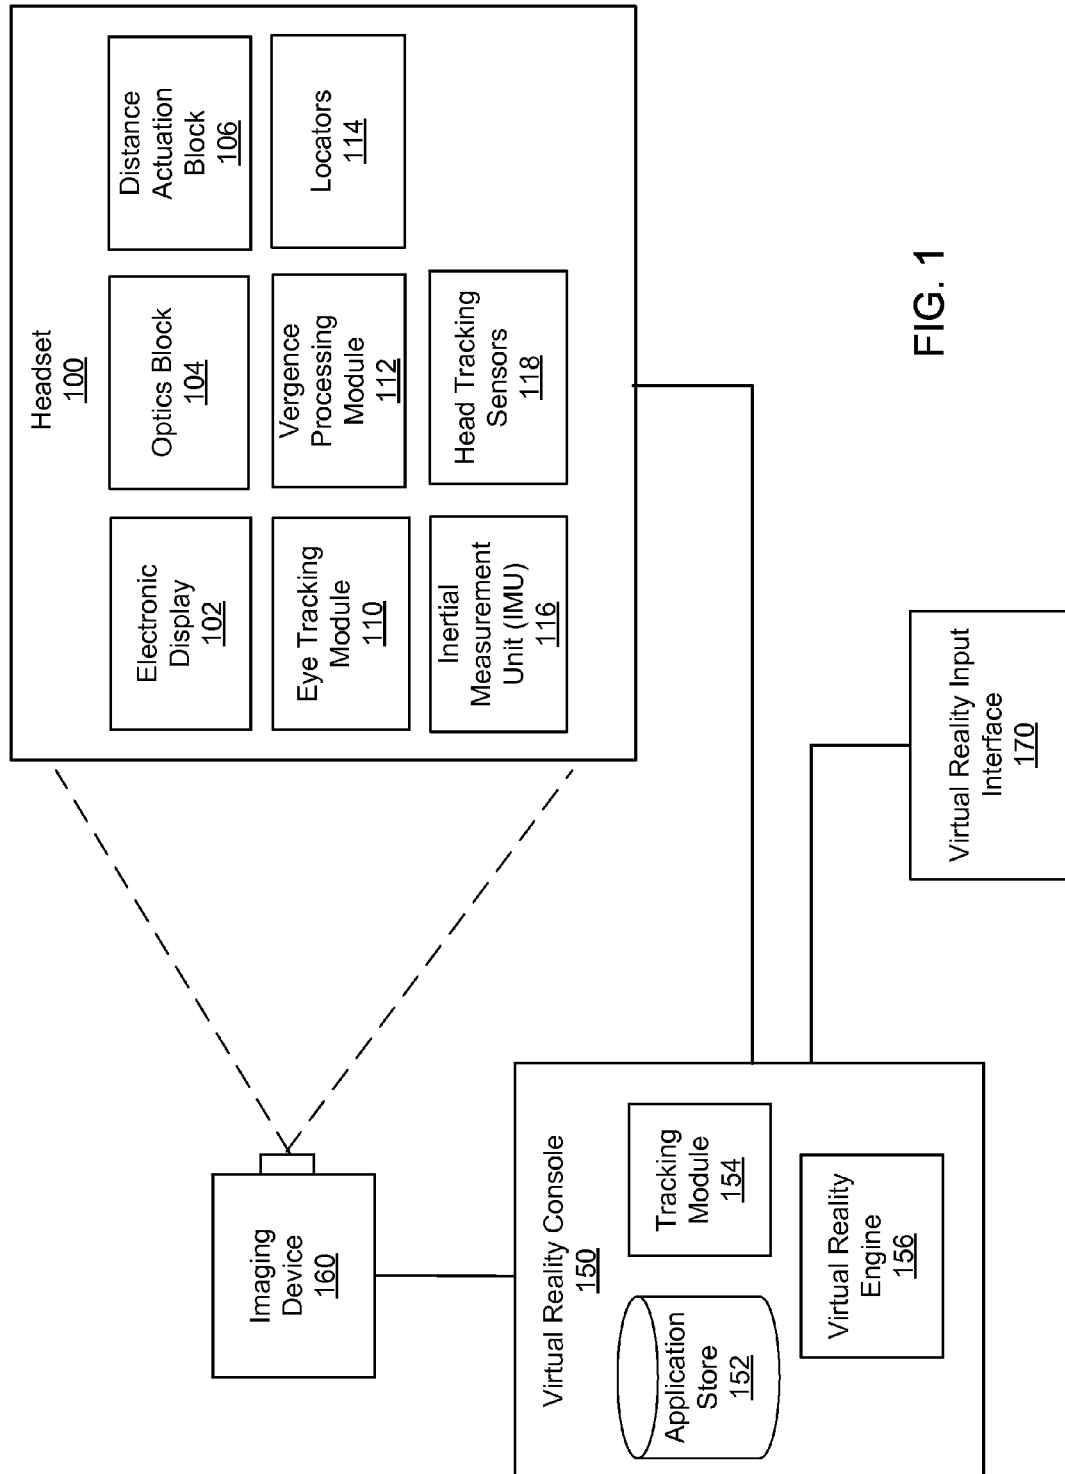 Headset
100
Electronic
Display
102
Optics Block
104
Distance
Actuation
Block
106
Eye Tracking
Module
110
Vergence
Processing
Module
112
Locators
114
Inertial
Measurement
Unit (IMU)
116
Head Tracking
Sensors
118
Imaging
Device
160
Virtual Reality Console
150
Application
Store
152
Tracking
Module
154
Virtual Reality
Engine
156
Virtual Reality Input
Interface
170
FIG. 1